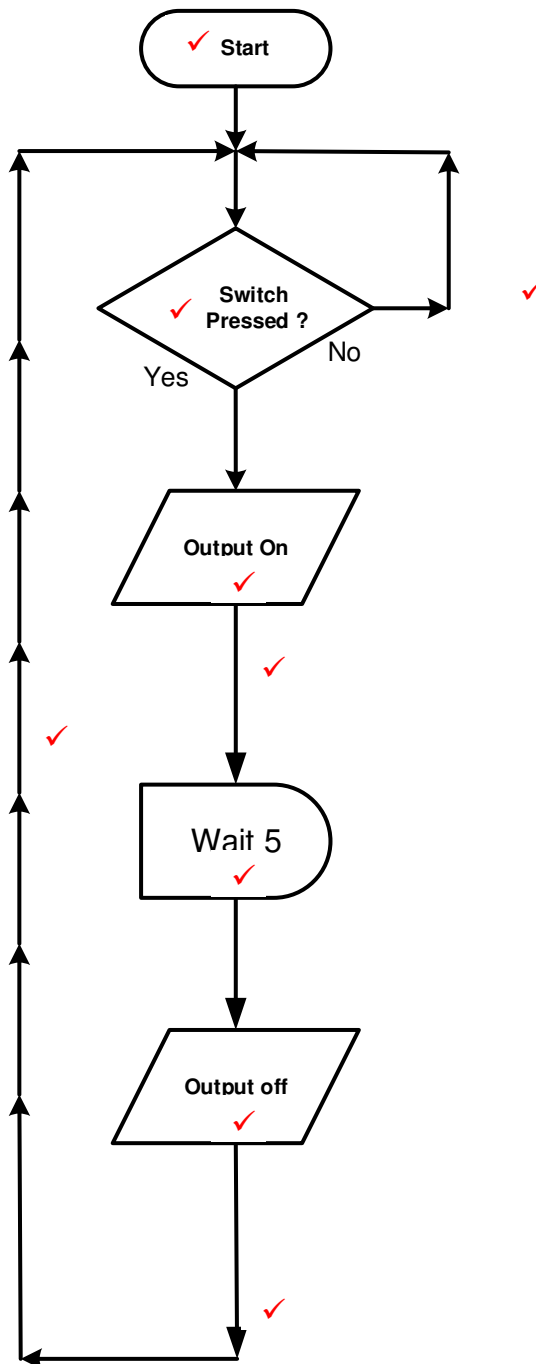 Start
Switch
Pressed ?
No
Yes
Output On
Wait 5
Output off